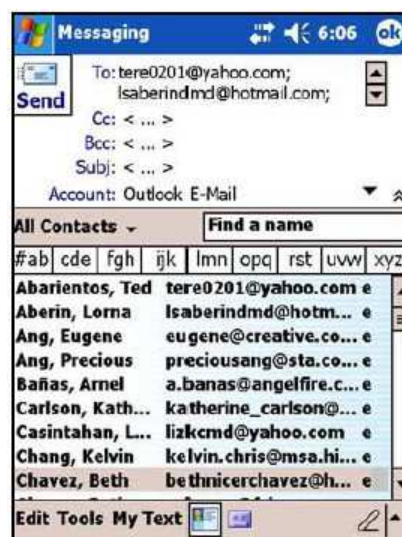 Messaging 6:06 ok
Send
To: tere0201@yahoo.com;
lsaberindmd@hotmail.com;
Cc: < ... >
Bcc: < ... >
Subj: < ... >
Account: Outlook E-Mail
All Contacts Find a name
#ab cde fgh ijk lmn opq rst uvw xyz
Abarientos, Ted tere0201@yahoo.com e
Aberin, Lorna lsaberindmd@hotm... e
Ang, Eugene eugene@creative.co... e
Ang, Precious preciousang@sta.co... e
Bañas, Arnel a.banas@angelfire.c... e
Carlson, Kath... katherine_carlson@... e
Casintahan, L... lizkcmd@yahoo.com e
Chang, Kelvin kelvin.chris@msa.hi... e
Chavez, Beth bethnicerchavez@h... e
Edit Tools My Text